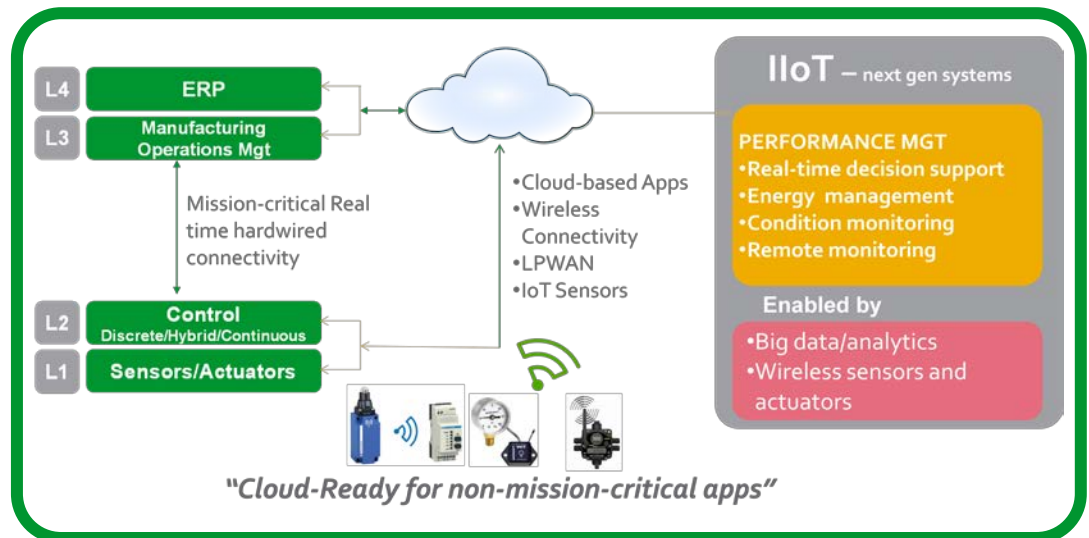 L4
ERP
L3
Manufacturing
Operations Mgt
Mission-critical Real
time hardwired
connectivity
L2
Control
Discrete/Hybrid/Continuous
L1
Sensors/Actuators
•Cloud-based Apps
•Wireless
Connectivity
•LPWAN
•IoT Sensors
IIoT – next gen systems
PERFORMANCE MGT
•Real-time decision support
•Energy management
•Condition monitoring
•Remote monitoring
Enabled by
•Big data/analytics
•Wireless sensors and
actuators
"Cloud-Ready for non-mission-critical apps"